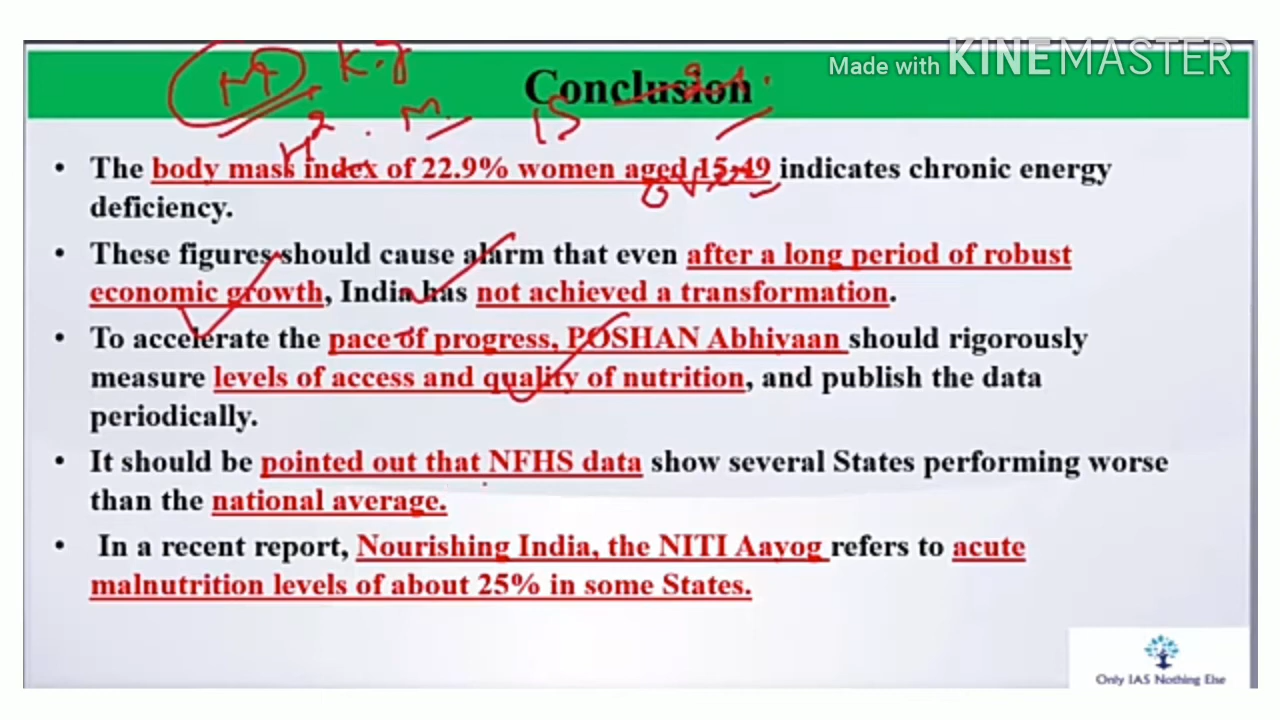 Made with KINEMASTER
Conclusion
• The body mass index of 22.9% women aged 15-49 indicates chronic energy
deficiency.
• These figures should cause alarm that even after a long period of robust
economic growth, India has not achieved a transformation.
• To accelerate the pace of progress, POSHAN Abhiyaan should rigorously
measure levels of access and quality of nutrition, and publish the data
periodically.
• It should be pointed out that NFHS data show several States performing worse
than the national average.
• In a recent report, Nourishing India, the NITI Aayog refers to acute
malnutrition levels of about 25% in some States.
Only IAS Nothing Else